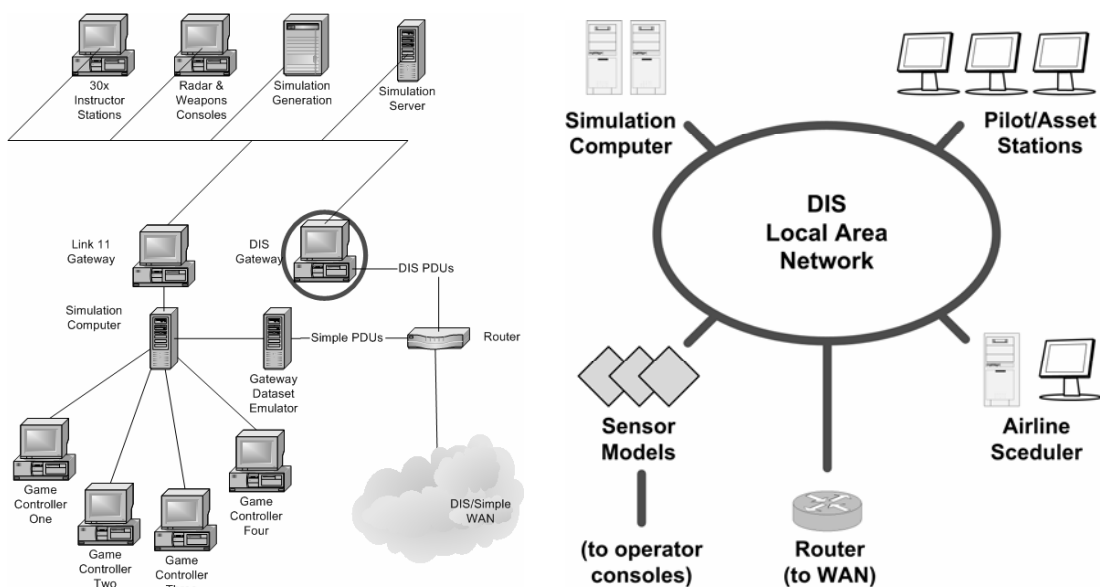 30x
Instructor
Stations
Radar &
Weapons
Consoles
Simulation
Generation
Simulation
Server
Link 11
Gateway
DIS
Gateway
DIS PDUs
Simulation
Computer
Simple PDUs
Router
Gateway
Dataset
Emulator
Game
Controller
One
Game
Controller
Two
Game
Controller
Game
Controller
Four
DIS/Simple
WAN
Simulation
Computer
Pilot/Asset
Stations
DIS
Local Area
Network
Sensor
Models
Airline
Sceduler
(to operator
consoles)
Router
(to WAN)